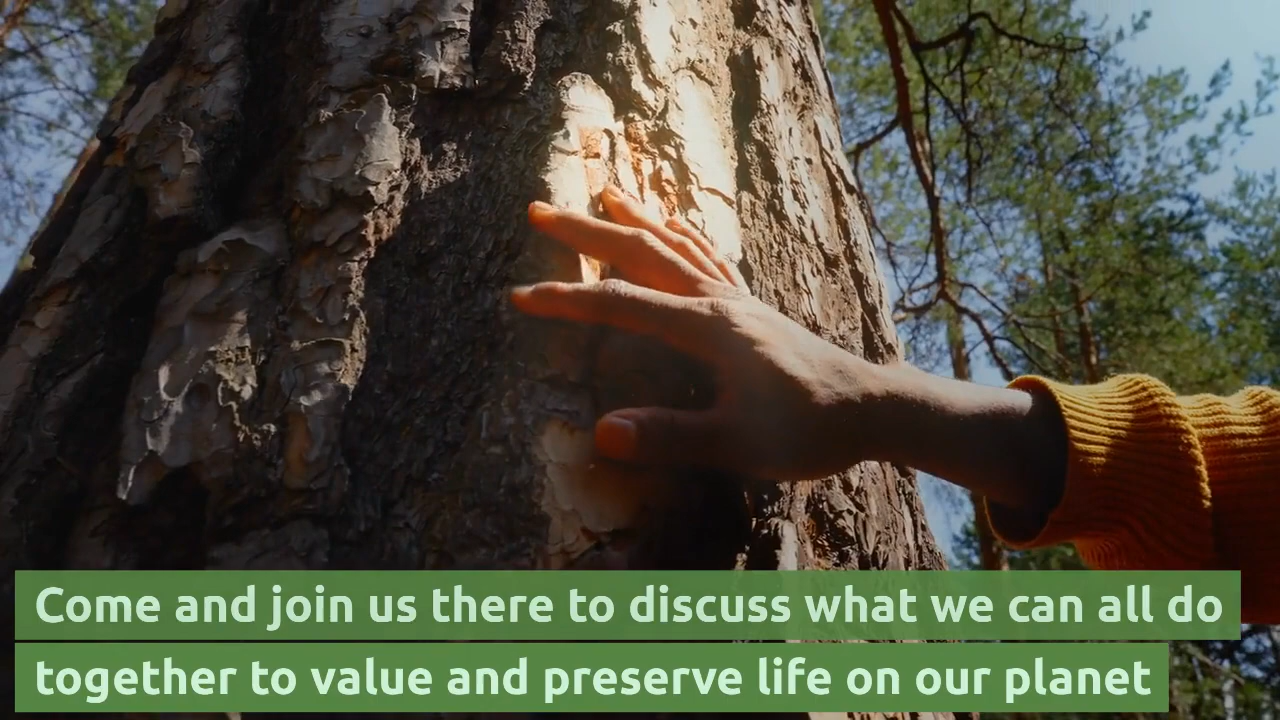 Come and join us there to discuss what we can all do
together to value and preserve life on our planet